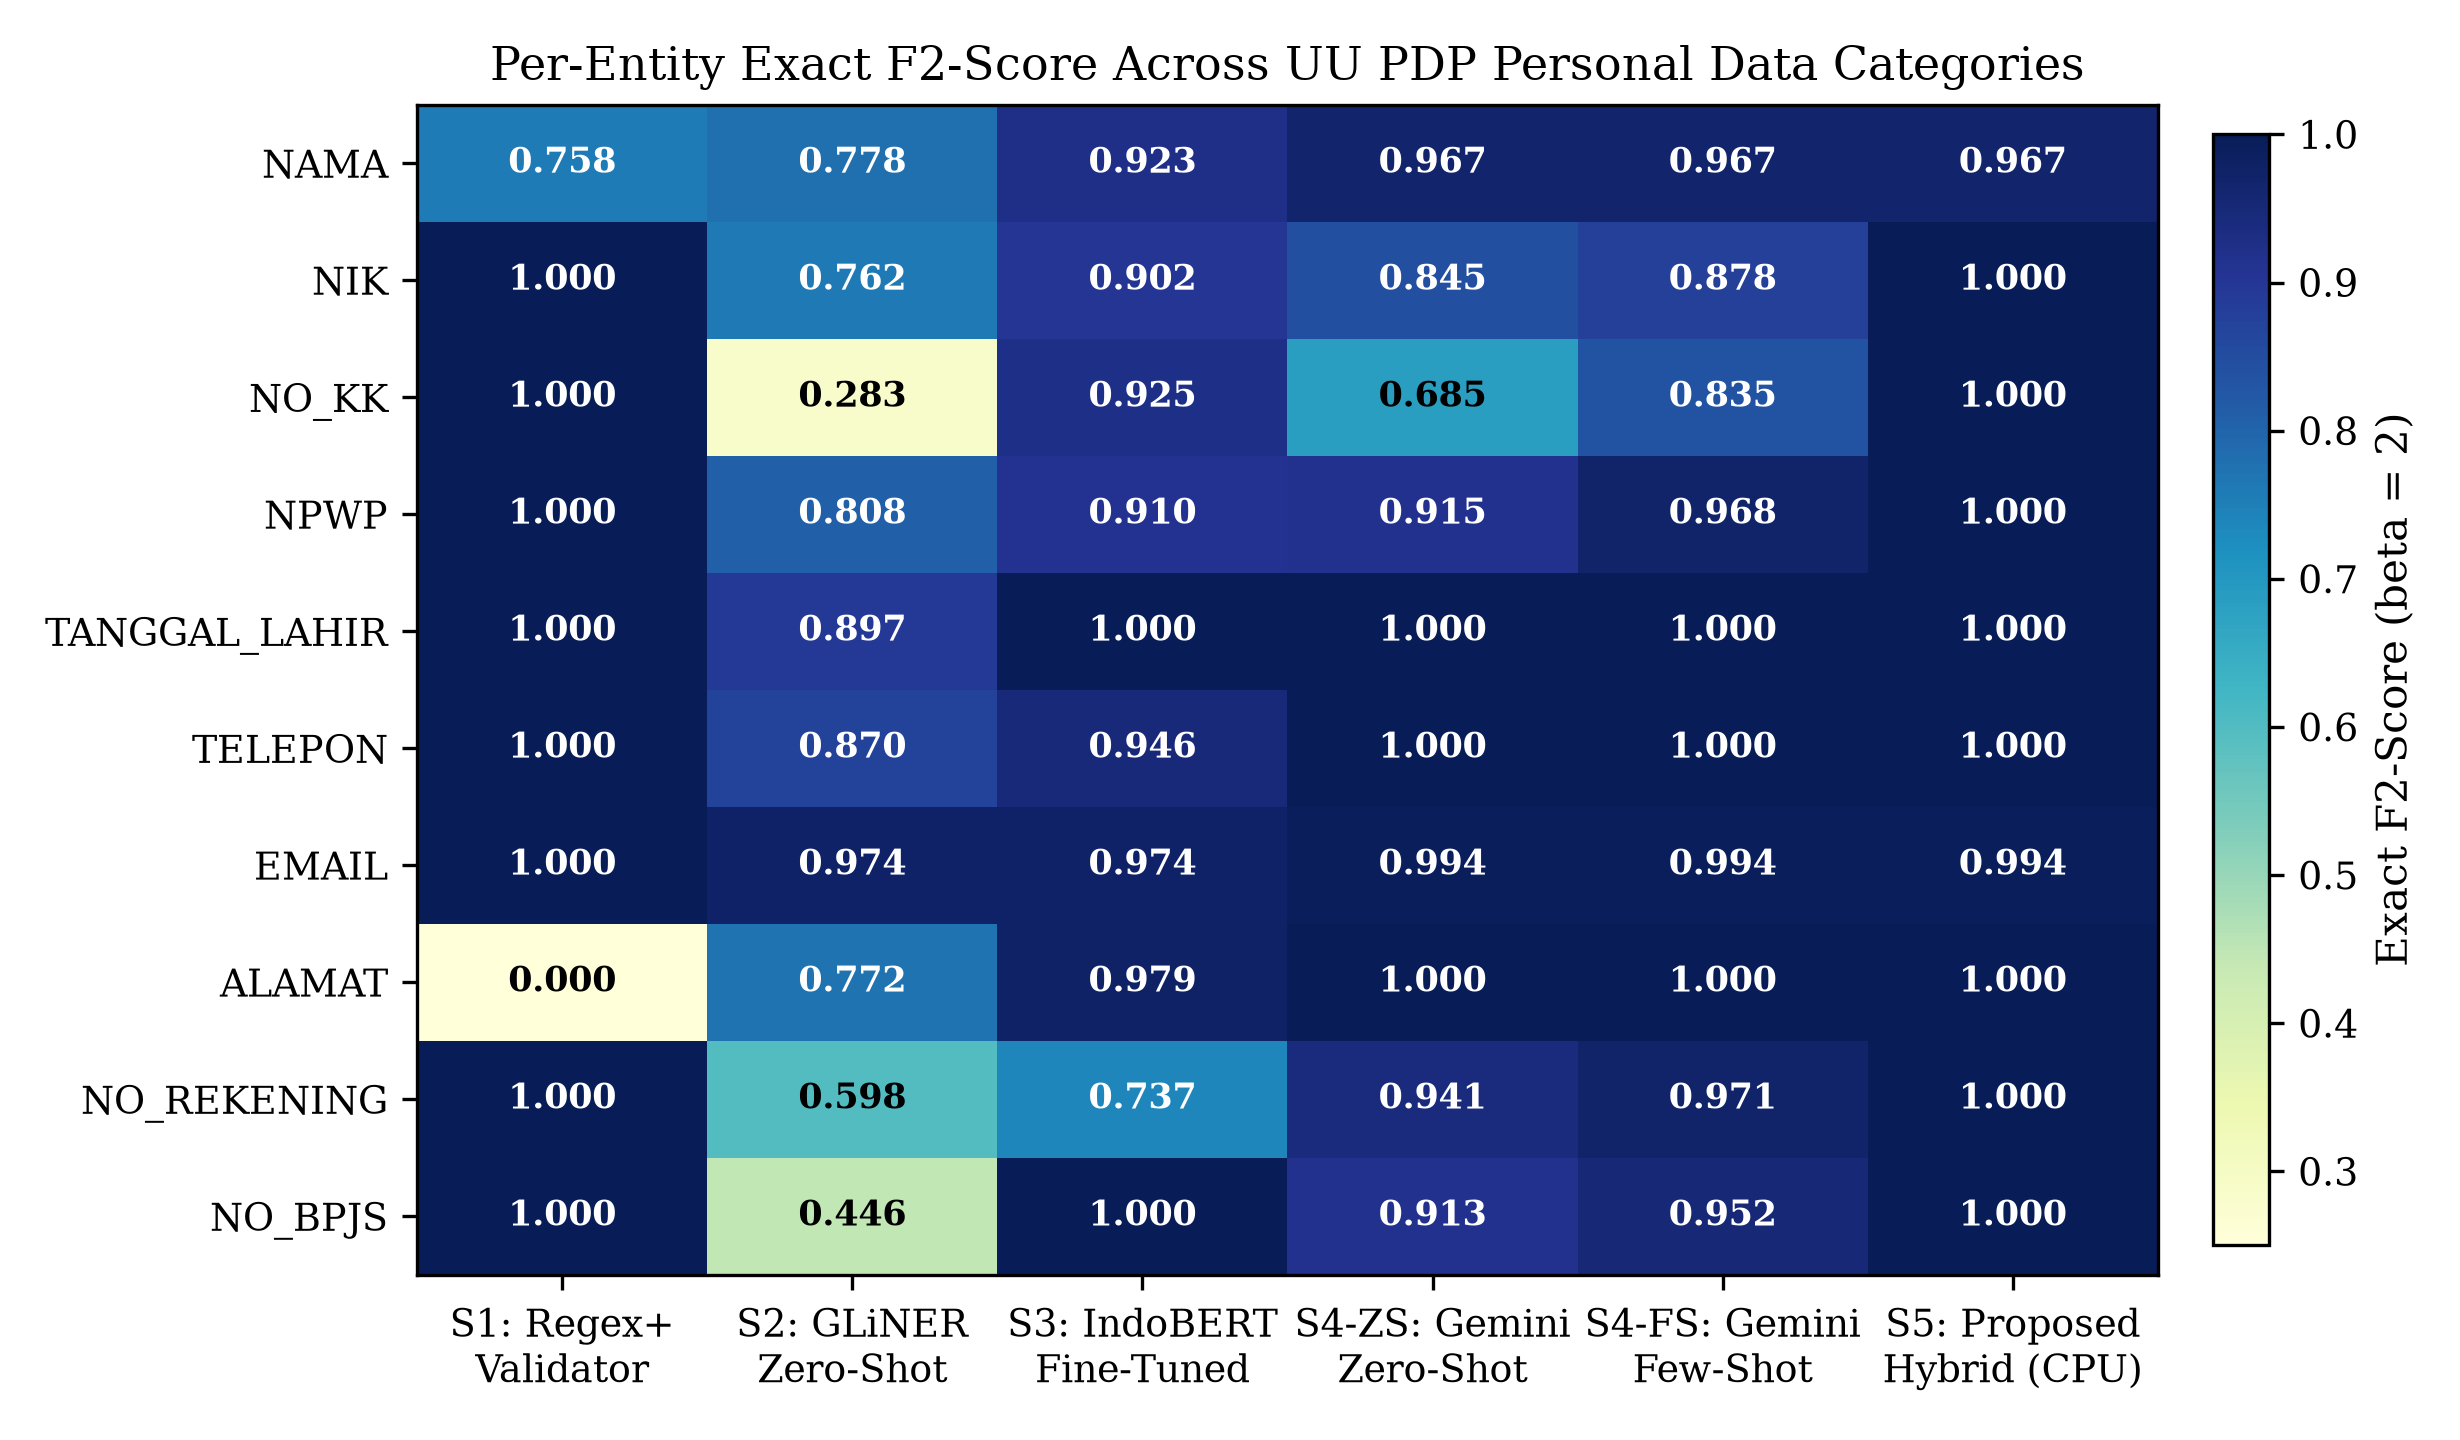 Per-Entity Exact F2-Score Across UU PDP Personal Data Categories
NAMA 0.758 0.778 0.923 0.967 0.967 0.967
NIK 1.000 0.762 0.902 0.845 0.878 1.000
NO_KK 1.000 0.283 0.925 0.685 0.835 1.000
NPWP 1.000 0.808 0.910 0.915 0.968 1.000
TANGGAL_LAHIR 1.000 0.897 1.000 1.000 1.000 1.000
TELEPON 1.000 0.870 0.946 1.000 1.000 1.000
EMAIL 1.000 0.974 0.974 0.994 0.994 0.994
ALAMAT 0.000 0.772 0.979 1.000 1.000 1.000
NO_REKENING 1.000 0.598 0.737 0.941 0.971 1.000
NO_BPJS 1.000 0.446 1.000 0.913 0.952 1.000
S1: Regex+ S2: GLiNER S3: IndoBERT S4-ZS: Gemini S4-FS: Gemini S5: Proposed
Validator Zero-Shot Fine-Tuned Zero-Shot Few-Shot Hybrid (CPU)
1.0
0.9
0.8
0.7
0.6
0.5
0.4
0.3
Exact F2-Score (beta = 2)